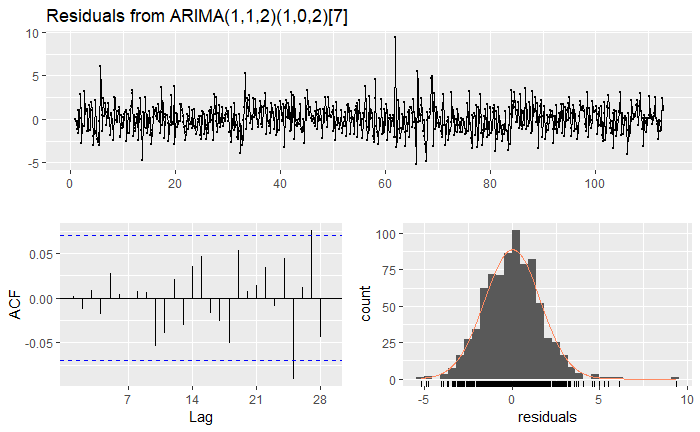 Residuals from ARIMA(1,1,2)(1,0,2)[7]
10
5
0
-5
0 20 40 60 80 100
0.05
0.00
-0.05
ACF
7 14 21 28
Lag
100
75
50
25
0
count
-5 0 5 10
residuals